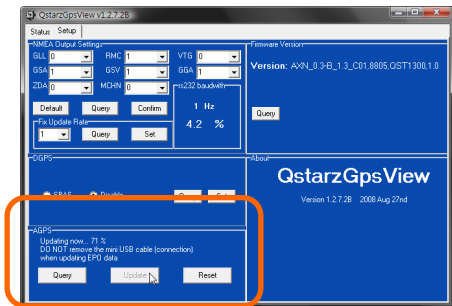 QstarzGpsView v1.2.7.2B
Status Setup
NMEA Output Settings
GLL 0 RMC 1 VTG 0
GSA 1 GSV 1 GGA 1
ZDA 0 MCHN 0
rs232 baudwith
1 Hz
4.2 %
Default Query Confirm
Fix Update Rate
1 Query Set
DGPS
SBAS Disable
AGPS
Updating now... 71 %
DO NOT remove the mini USB cable (connection)
when updating EPO data
Query Update Reset
Firmware Version
Version: AXN_0.3-B_1.3_C01,8805,QST1300,1.0
Query
About
QstarzGpsView
Version 1.2.7.2B 2008 Aug 27nd